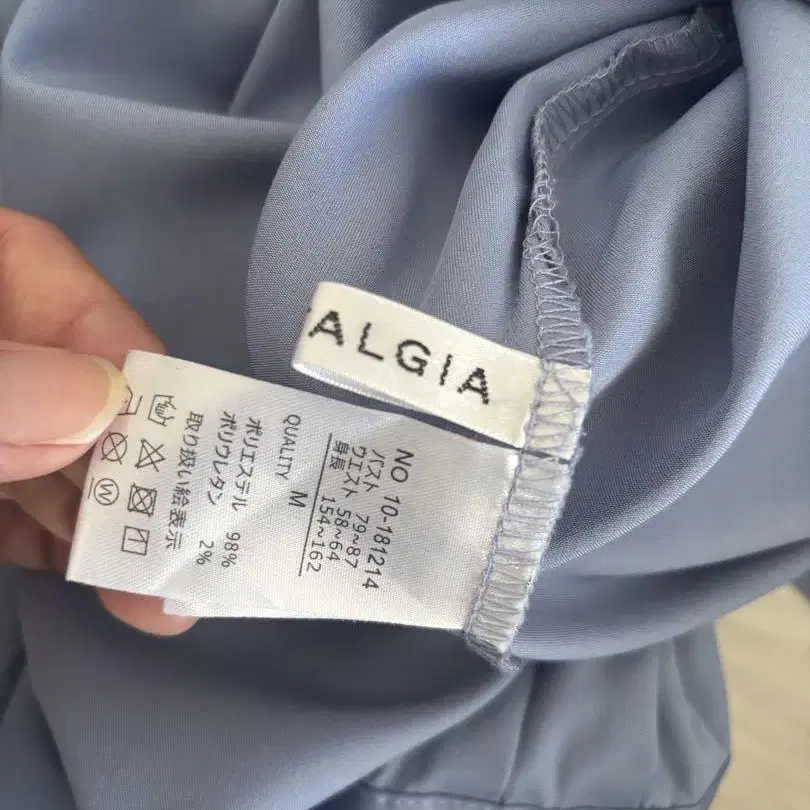 ALGIA
NO 10-181214
バスト 79~87
ウエスト 58~64
身長 154~162
M
QUALITY
ポリエステル 98%
ポリウレタン 2%
取り扱い絵表示
W